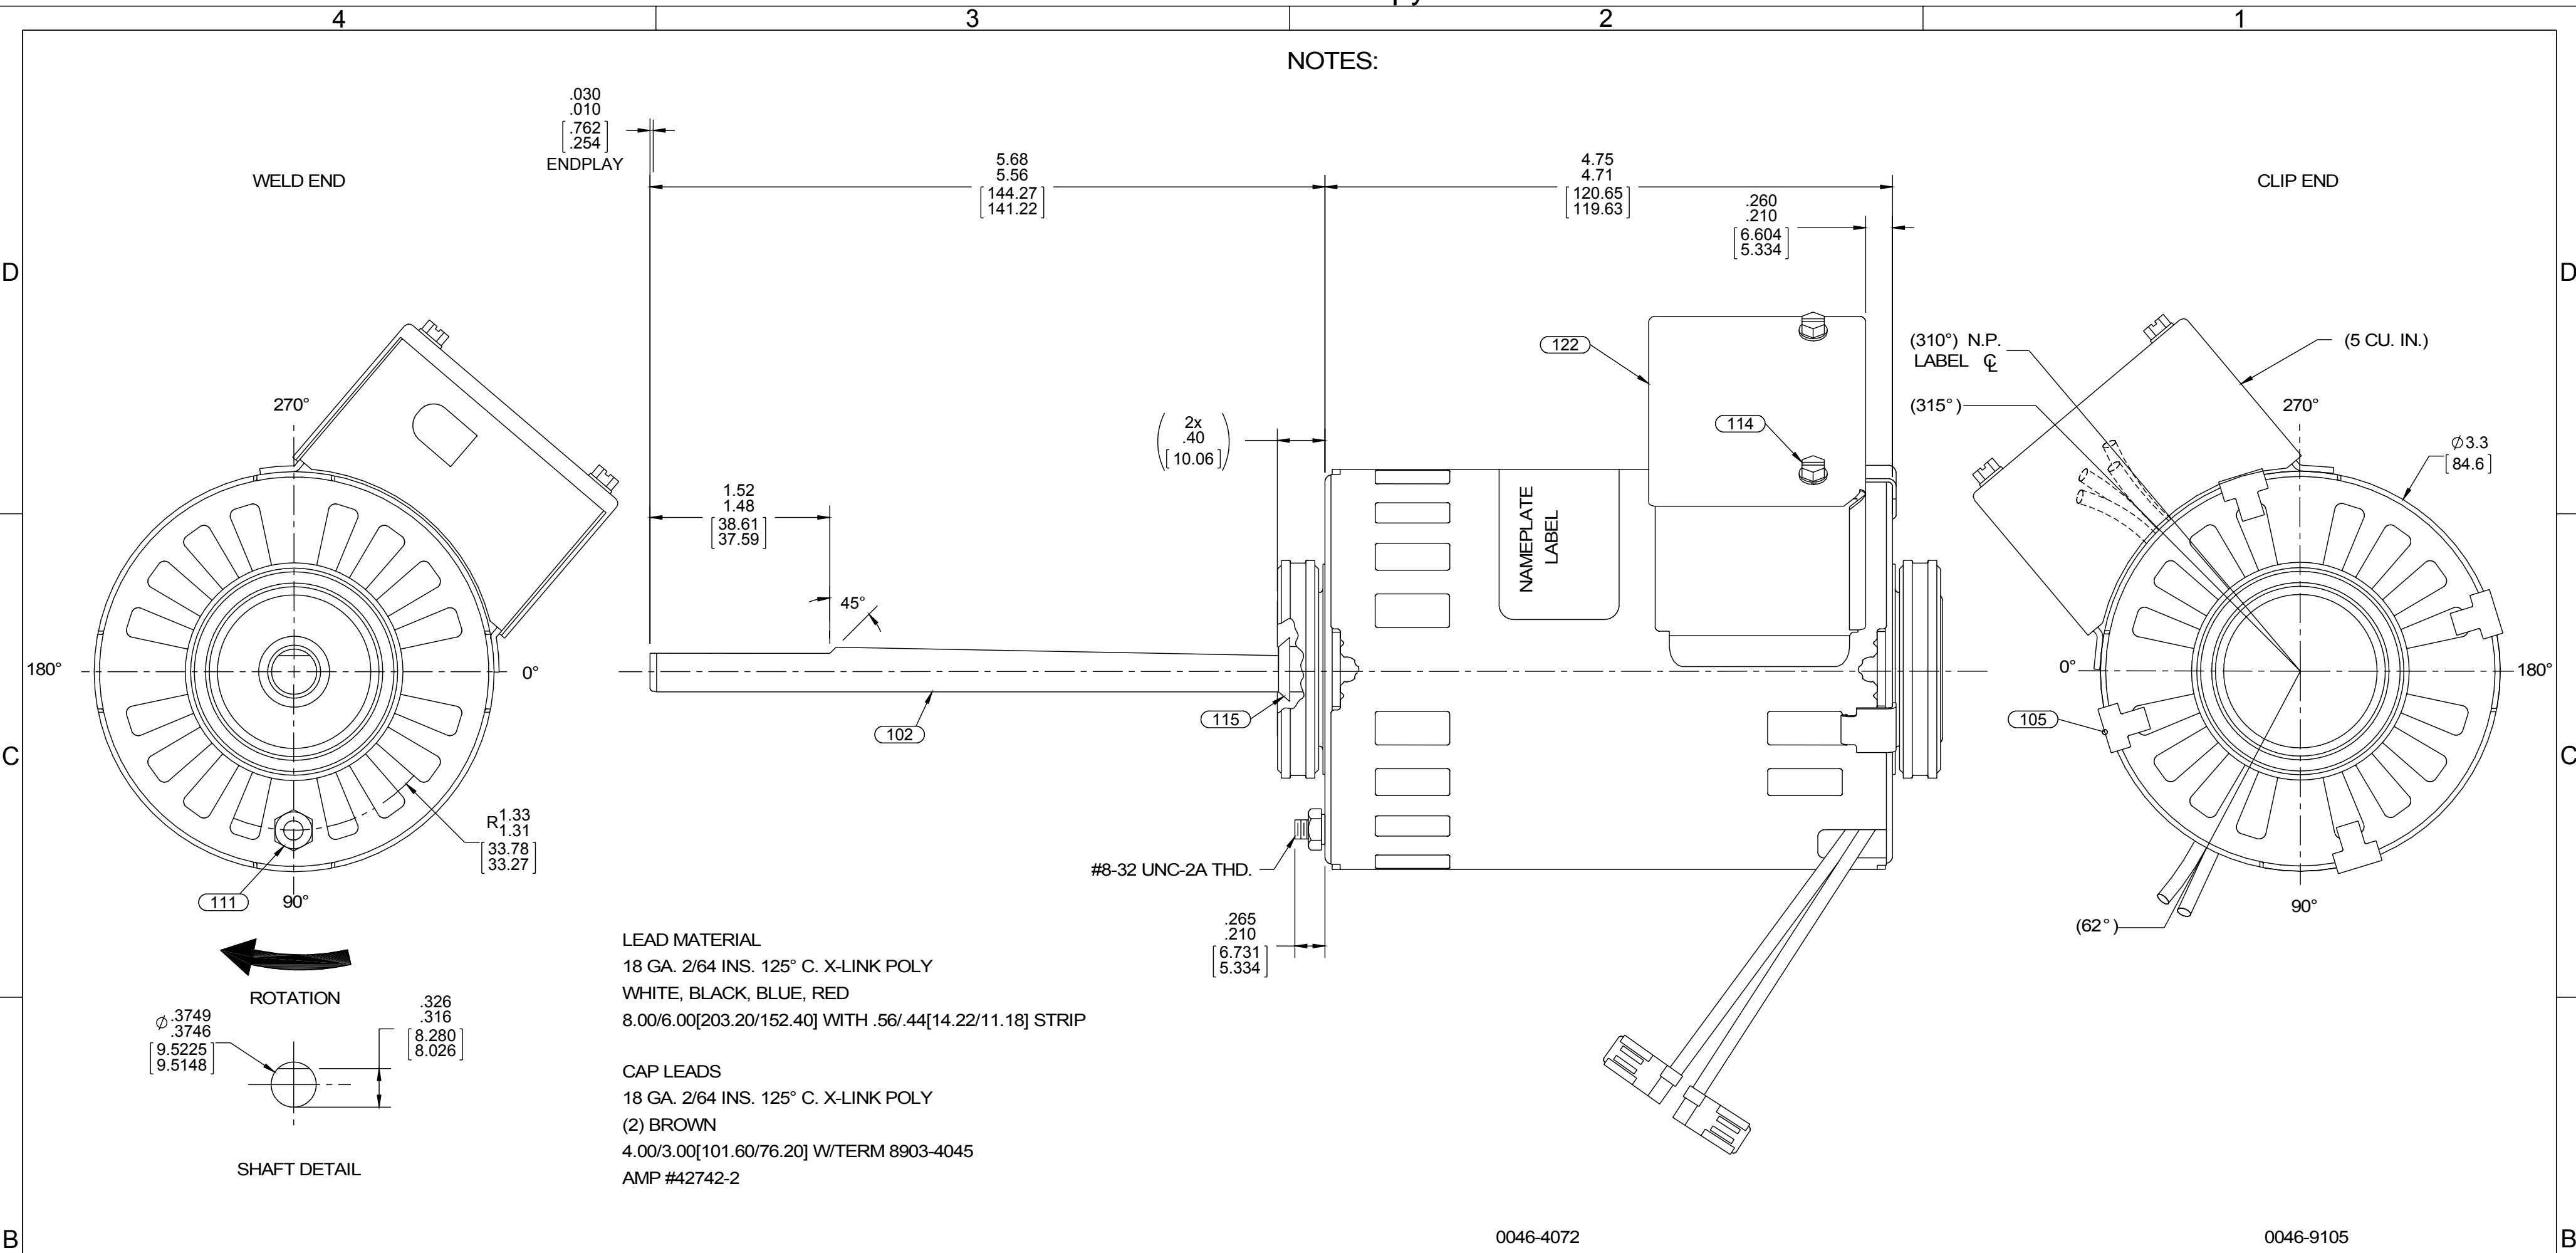 4
3
2
1
NOTES:
.030
.010
[.762]
[.254]
ENDPLAY
WELD END
5.68
5.56
[144.27]
[141.22]
4.75
4.71
[120.65]
[119.63]
.260
.210
[6.604]
[5.334]
CLIP END
D
D
122
(310°) N.P.
LABEL ℄
(5 CU. IN.)
270°
(315°)
270°
2x
.40
[10.06]
114
Ø3.3
[84.6]
1.52
1.48
[38.61]
[37.59]
NAMEPLATE
LABEL
45°
180°
0°
0°
180°
102
115
105
C
C
R1.33
1.31
[33.78]
[33.27]
#8-32 UNC-2A THD.
111
90°
90°
(62°)
.265
.210
[6.731]
[5.334]
ROTATION
LEAD MATERIAL
18 GA. 2/64 INS. 125° C. X-LINK POLY
WHITE, BLACK, BLUE, RED
8.00/6.00[203.20/152.40] WITH .56/.44[14.22/11.18] STRIP
Ø.3749
.3746
[9.5225]
[9.5148]
.326
.316
[8.280]
[8.026]
CAP LEADS
18 GA. 2/64 INS. 125° C. X-LINK POLY
(2) BROWN
4.00/3.00[101.60/76.20] W/TERM 8903-4045
AMP #42742-2
SHAFT DETAIL
B
0046-4072
0046-9105
B